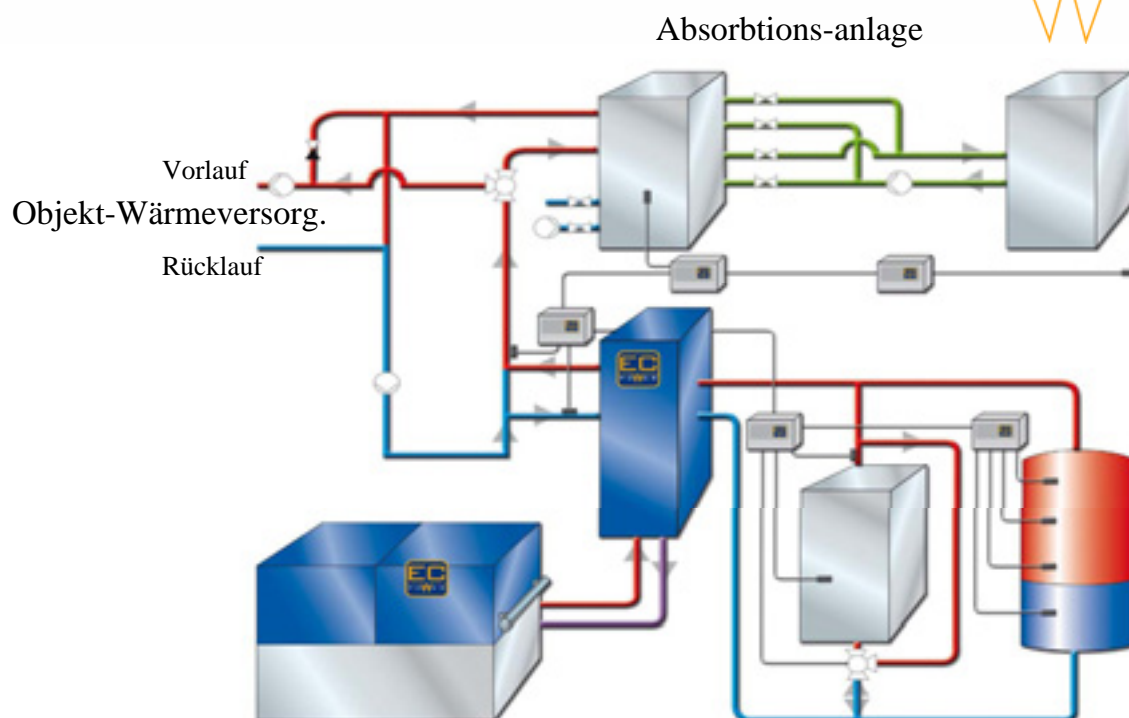 Absorbtions-anlage
Vorlauf
Objekt-Wärmeversorg.
Rücklauf
EC
EC